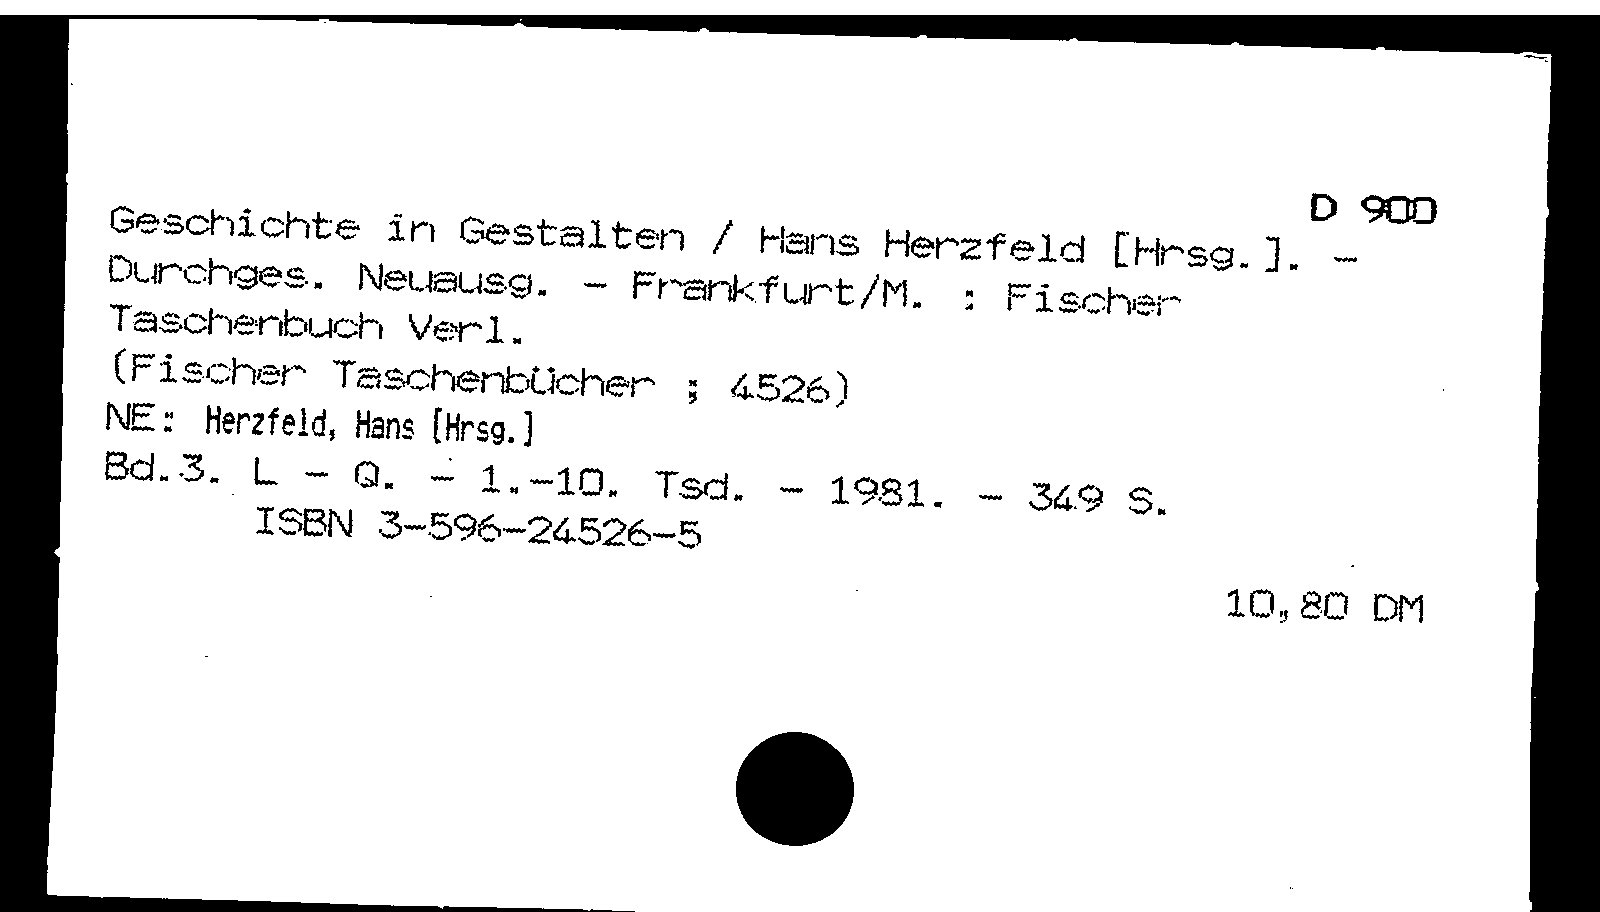 D 900
Geschichte in Gestalten / Hans Herzfeld [Hrsg.]. -
Durchges. Neuausg. - Frankfurt/M. : Fischer
Taschenbuch Verl.
(Fischer Taschenbücher ; 4526)
NE: Herzfeld, Hans [Hrsg.]
Bd.3. L - Q. - 1.-10. Tsd. - 1981. - 349 S.
ISBN 3-596-24526-5
10,80 DM